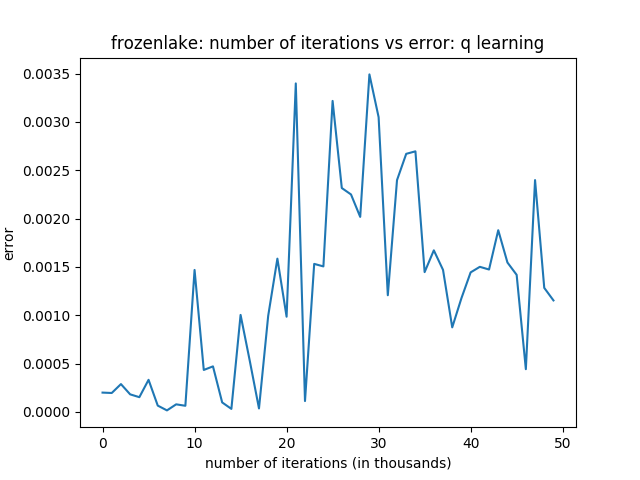 frozenlake: number of iterations vs error: q learning
0.0035
0.0030
0.0025
0.0020
0.0015
0.0010
0.0005
0.0000
error
0 10 20 30 40 50
number of iterations (in thousands)